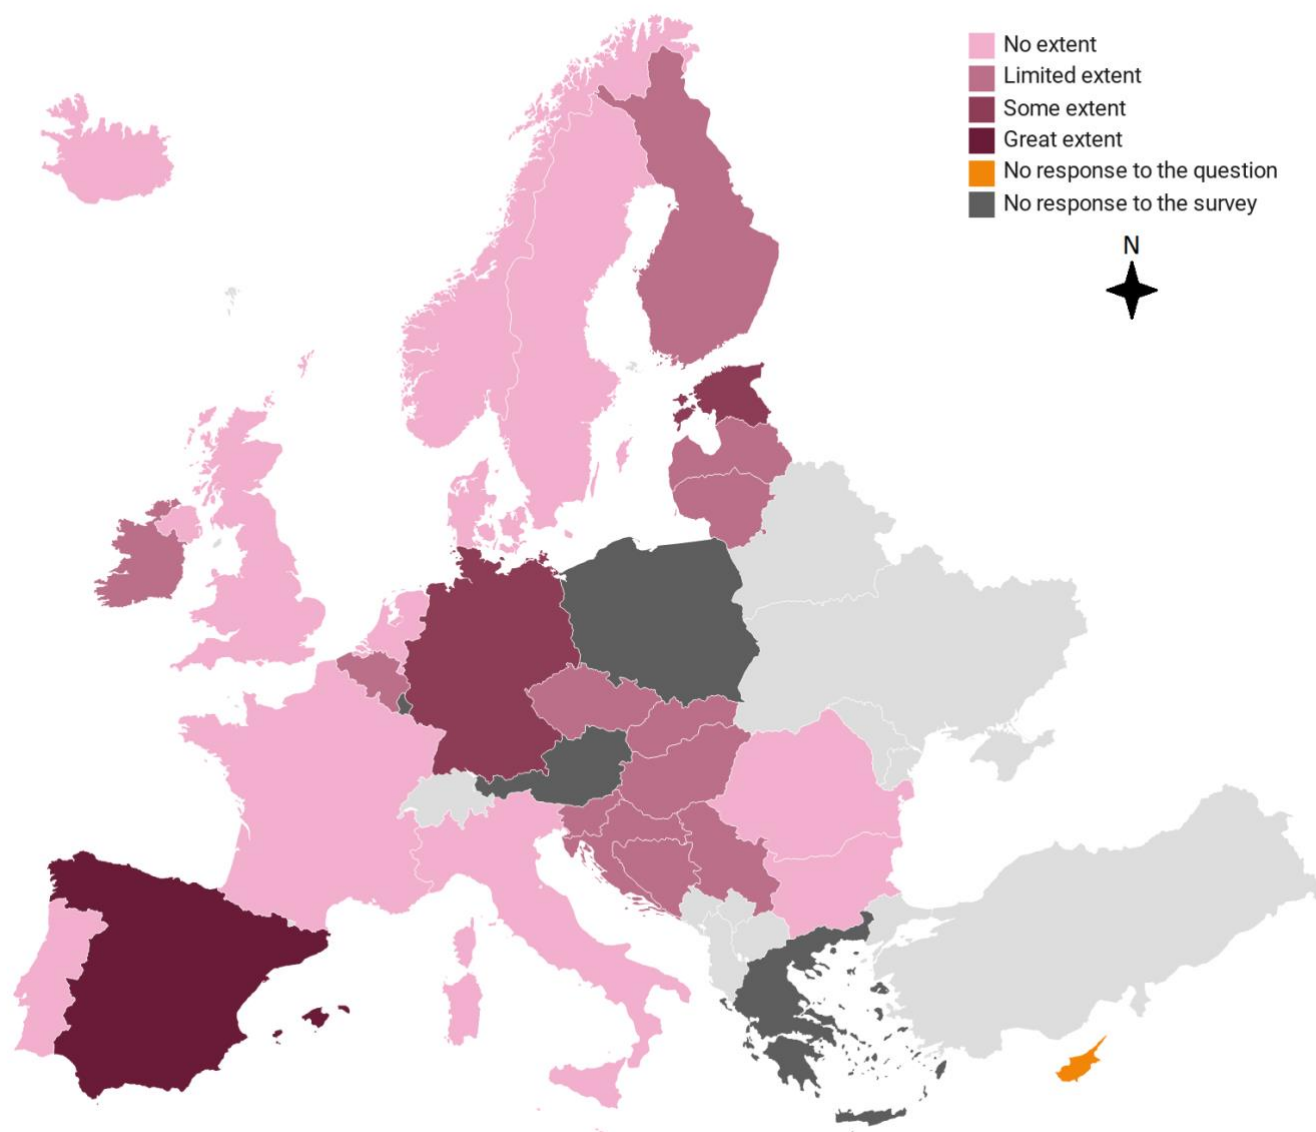 No extent
Limited extent
Some extent
Great extent
No response to the question
No response to the survey
N